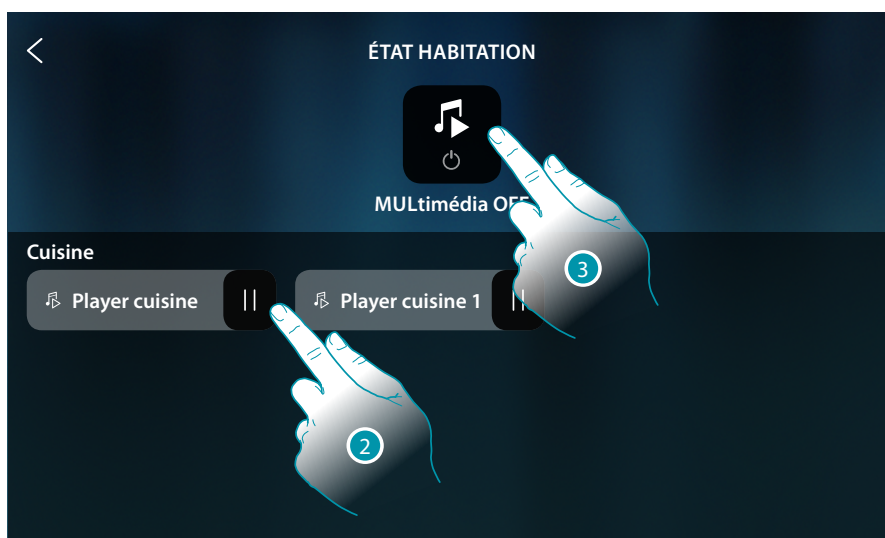 ÉTAT HABITATION
MULtimédia OFF
Cuisine
Player cuisine
Player cuisine 1
3
2